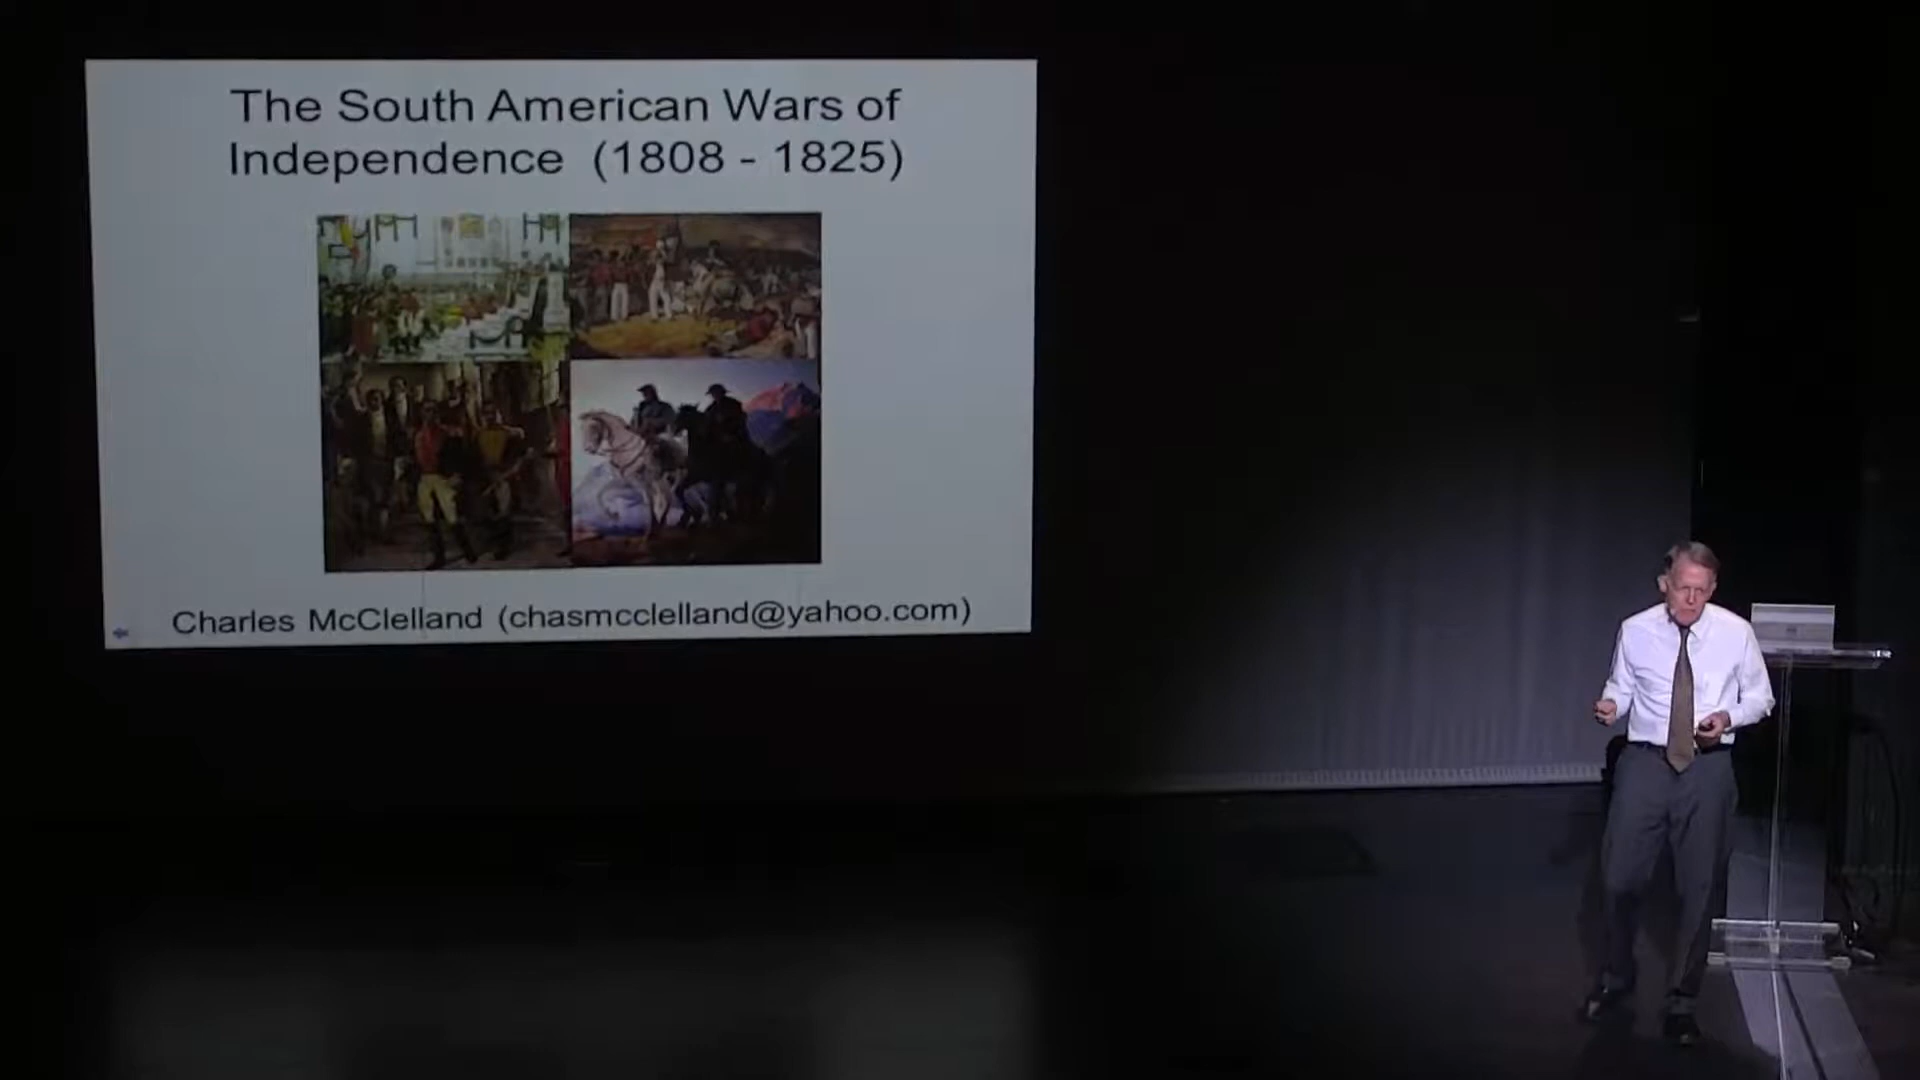 The South American Wars of
Independence (1808 - 1825)
Charles McClelland (chasmcclelland@yahoo.com)